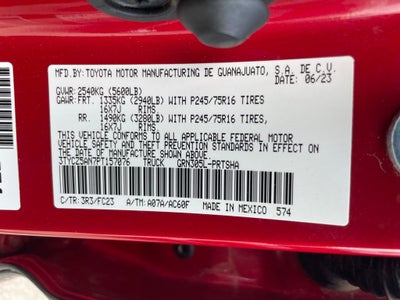 MFD.BY:TOYOTA MOTOR MANUFACTURING DE GUANAJUATO, S.A. DE C.V.
06/23
GVWR: 2540KG (5600LB)
GAWR:FRT. 1335KG (2940LB) WITH P245/75R16 TIRES
16X7J RIMS,
RR. 1490KG (3280LB) WITH P245/75R16 TIRES,
16X7J RIMS
THIS VEHICLE CONFORMS TO ALL APPLICABLE FEDERAL MOTOR
VEHICLE SAFETY AND THEFT PREVENTION STANDARDS IN EFFECT
ON THE DATE OF MANUFACTURE SHOWN ABOVE.
3TYCZ5AN7PT157076 TRUCK GRN305L-PRTSHA
C/TR: 3R3/FC23 A/TM: A07A/AC60F MADE IN MEXICO 574